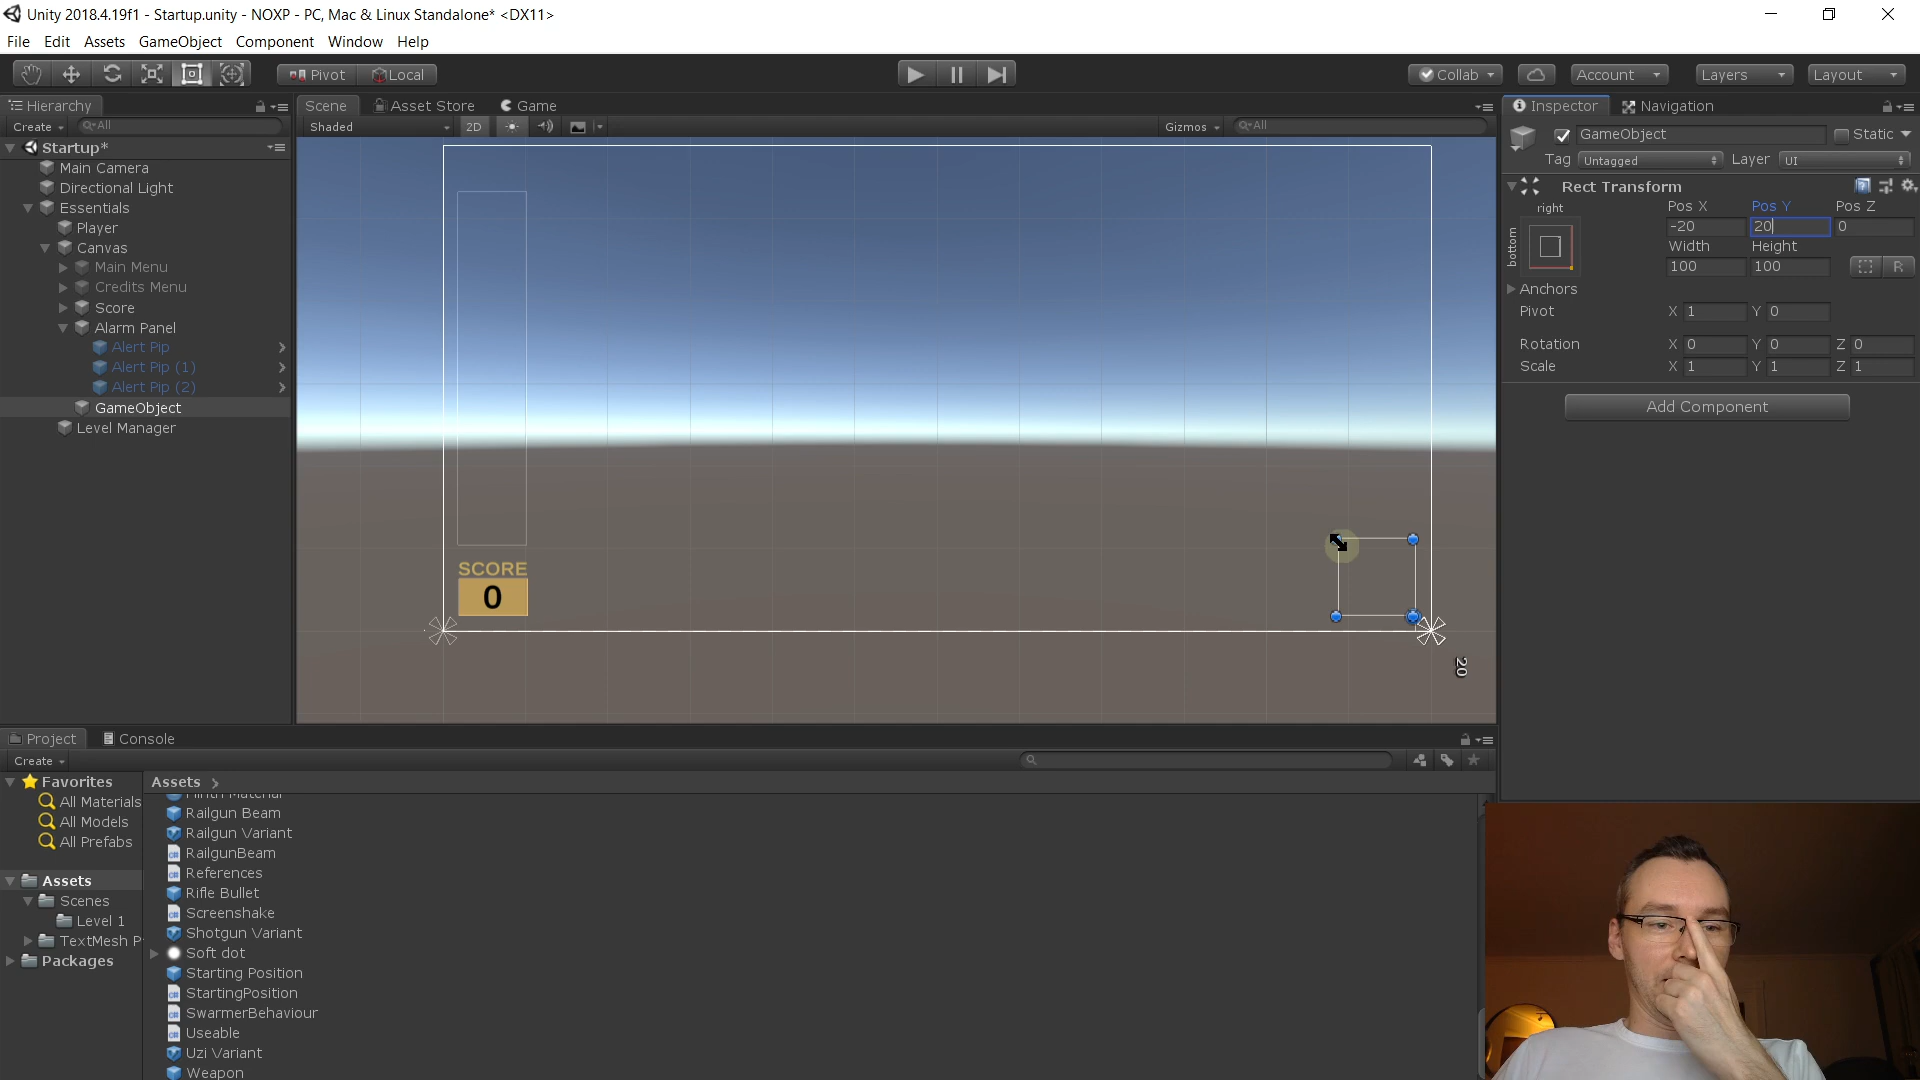 Unity 2018.4.19f1 - Startup.unity - NOXP - PC, Mac & Linux Standalone* <DX11>
File Edit Assets GameObject Component Window Help
Pivot Local Collab Account Layers Layout
Hierarchy
Create All
Startup*
Main Camera
Directional Light
Essentials
Player
Canvas
Main Menu
Credits Menu
Score
Alarm Panel
Alert Pip
Alert Pip (1)
Alert Pip (2)
GameObject
Level Manager
Scene Asset Store Game
Shaded 2D Gizmos All
SCORE
0
20
Inspector Navigation
GameObject Static
Tag Untagged Layer UI
Rect Transform
right
bottom
Pos X Pos Y Pos Z
-20 20 0
Width Height
100 100 R
Anchors
Pivot X 1 Y 0
Rotation X 0 Y 0 Z 0
Scale X 1 Y 1 Z 1
Add Component
Project Console
Create
Favorites
All Materials
All Models
All Prefabs
Assets
Scenes
Level 1
TextMesh P
Packages
Assets
Railgun Beam
Railgun Variant
RailgunBeam
References
Rifle Bullet
Screenshake
Shotgun Variant
Soft dot
Starting Position
StartingPosition
SwarmerBehaviour
Useable
Uzi Variant
Weapon